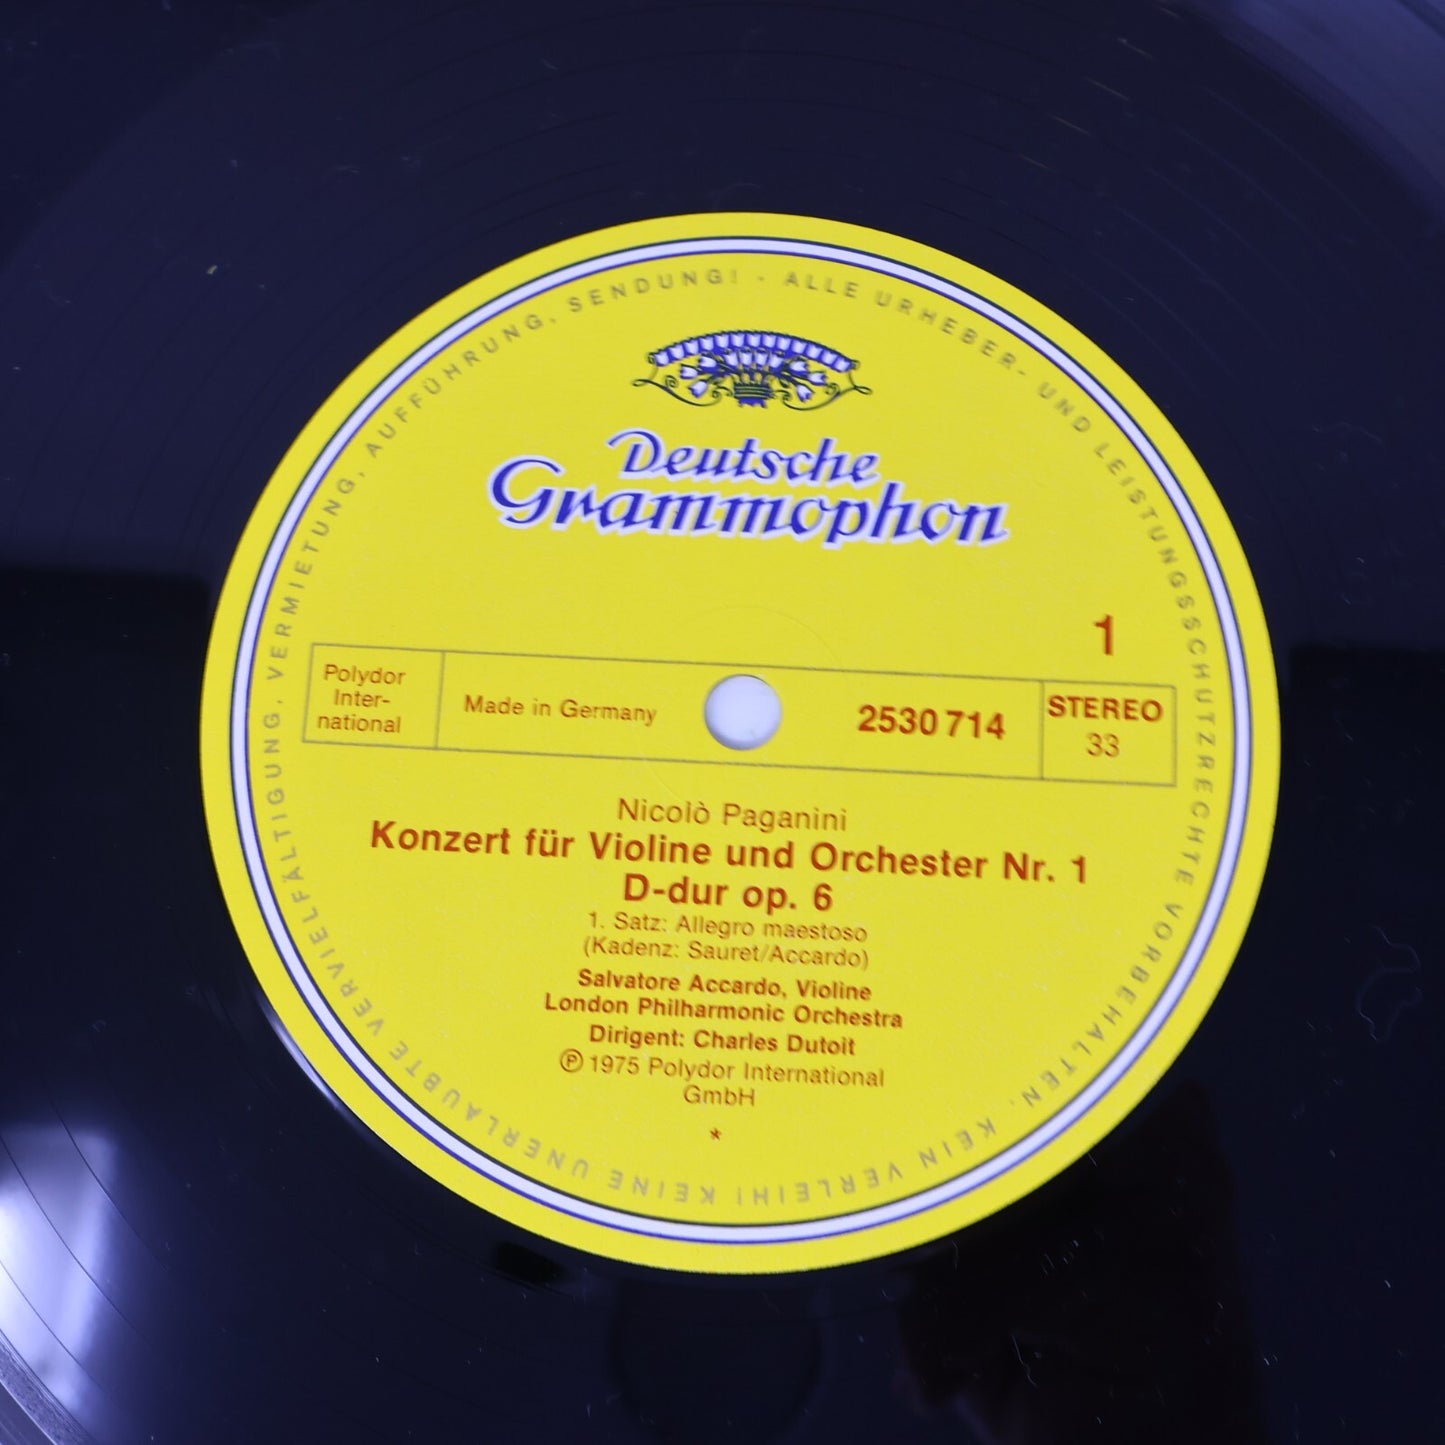 Deutsche
Grammophon
1
Polydor
Inter-
national
Made in Germany
2530 714
STEREO
33
Nicolò Paganini
Konzert für Violine und Orchester Nr. 1
D-dur op. 6
1. Satz: Allegro maestoso
(Kadenz: Sauret/Accardo)
Salvatore Accardo, Violine
London Philharmonic Orchestra
Dirigent: Charles Dutoit
℗ 1975 Polydor International
GmbH
*
ALLE URHEBER- UND LEISTUNGSSCHUTZRECHTE VORBEHALTEN. KEIN VERLEIH! KEINE UNERLAUBTE VERVIELFÄLTIGUNG, VERMIETUNG, AUFFÜHRUNG, SENDUNG! -